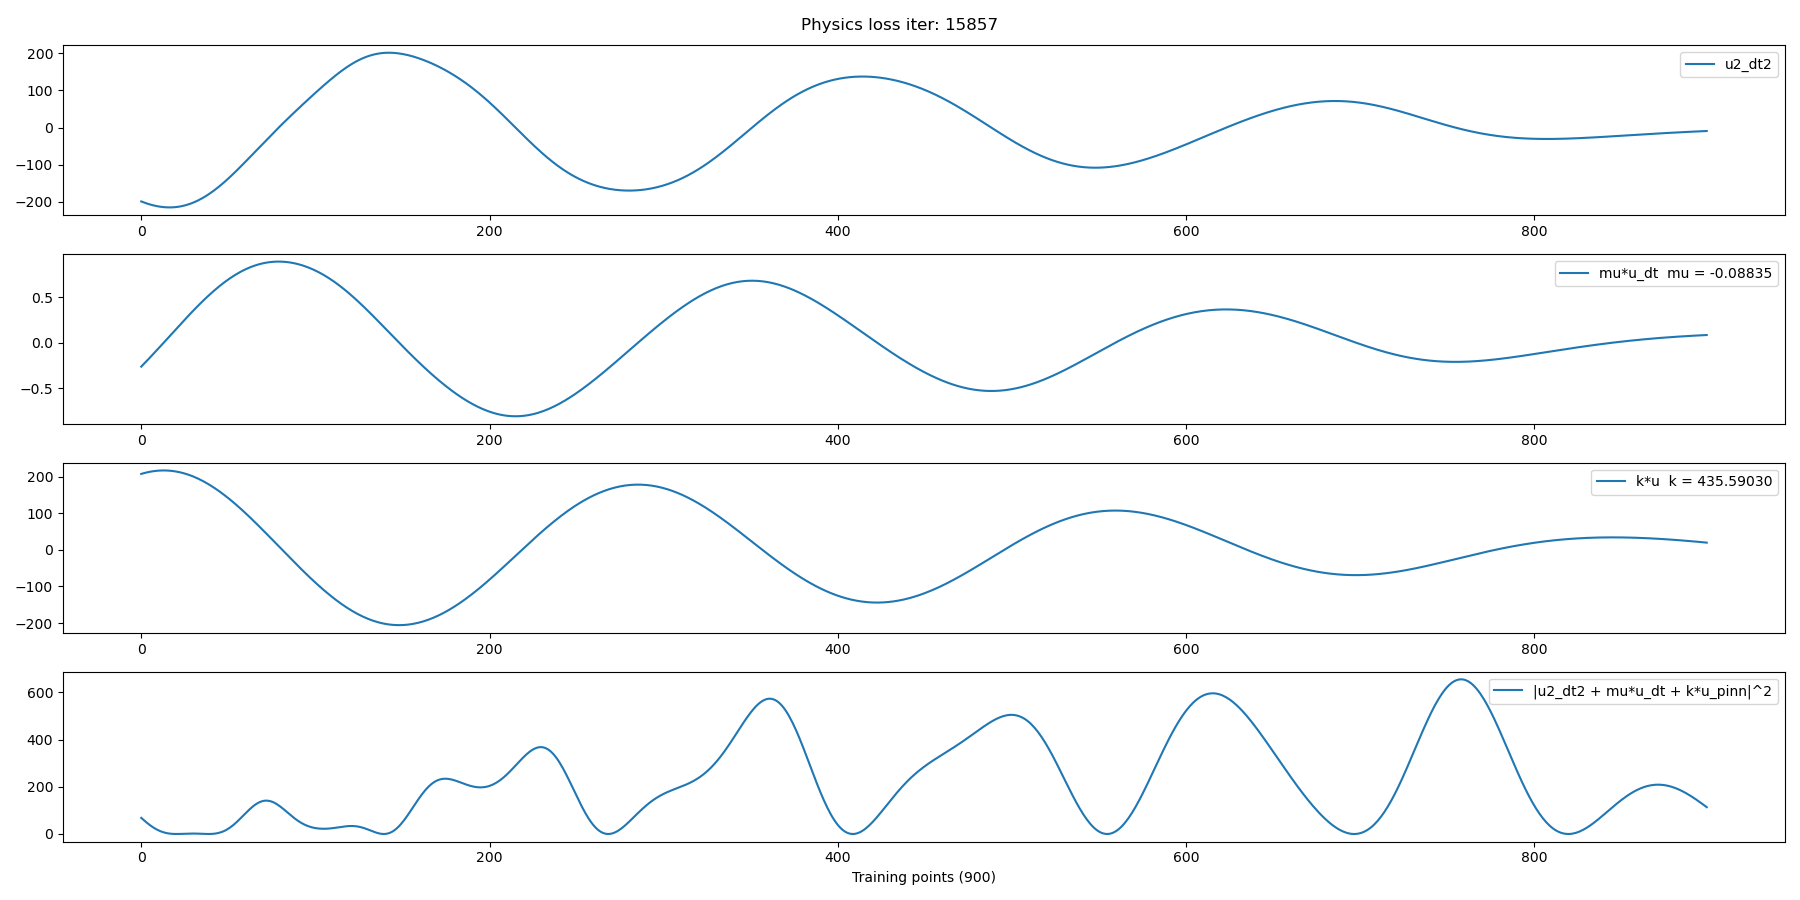 Physics loss iter: 15857
200
100
0
−100
−200
u2_dt2
0 200 400 600 800
0.5
0.0
−0.5
mu*u_dt  mu = -0.08835
0 200 400 600 800
200
100
0
−100
−200
k*u  k = 435.59030
0 200 400 600 800
600
400
200
0
|u2_dt2 + mu*u_dt + k*u_pinn|^2
0 200 400 600 800
Training points (900)